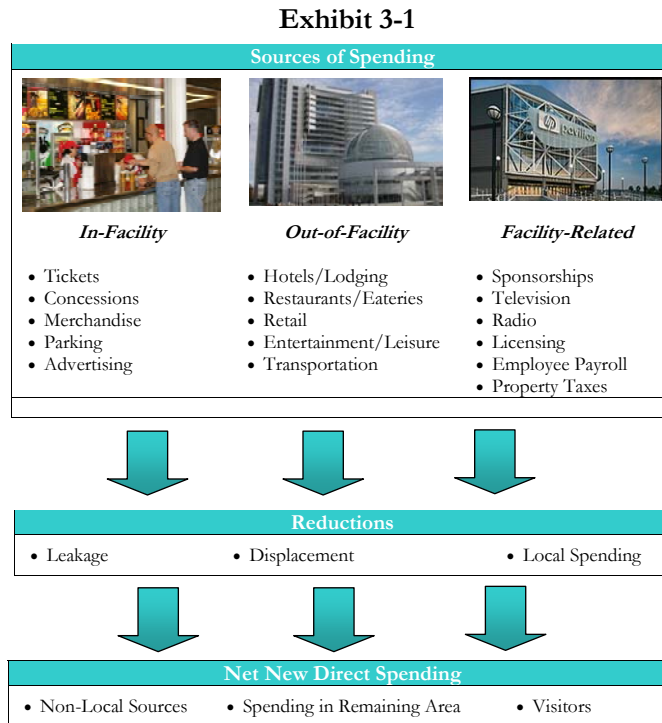 Exhibit 3-1
Sources of Spending
hp pavilion
In-Facility
• Tickets
• Concessions
• Merchandise
• Parking
• Advertising
Out-of-Facility
• Hotels/Lodging
• Restaurants/Eateries
• Retail
• Entertainment/Leisure
• Transportation
Facility-Related
• Sponsorships
• Television
• Radio
• Licensing
• Employee Payroll
• Property Taxes
Reductions
• Leakage • Displacement • Local Spending
Net New Direct Spending
• Non-Local Sources • Spending in Remaining Area • Visitors